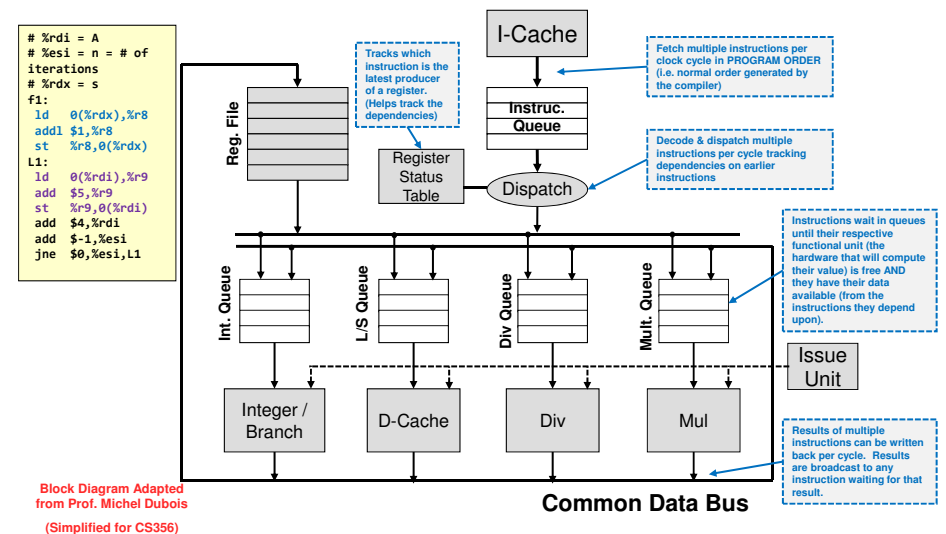 # %rdi = A
# %esi = n = # of
iterations
# %rdx = s
f1:
ld 0(%rdx),%r8
addl $1,%r8
st %r8,0(%rdx)
L1:
ld 0(%rdi),%r9
add $5,%r9
st %r9,0(%rdi)
add $4,%rdi
add $-1,%esi
jne $0,%esi,L1
Tracks which
instruction is the
latest producer
of a register.
(Helps track the
dependencies)
I-Cache
Fetch multiple instructions per
clock cycle in PROGRAM ORDER
(i.e. normal order generated by
the compiler)
Reg. File
Instruc.
Queue
Register
Status
Table
Dispatch
Decode & dispatch multiple
instructions per cycle tracking
dependencies on earlier
instructions
Instructions wait in queues
until their respective
functional unit (the
hardware that will compute
their value) is free AND
they have their data
available (from the
instructions they depend
upon).
Int. Queue
L/S Queue
Div Queue
Mult. Queue
Issue
Unit
Integer /
Branch
D-Cache
Div
Mul
Results of multiple
instructions can be written
back per cycle. Results
are broadcast to any
instruction waiting for that
result.
Common Data Bus
Block Diagram Adapted
from Prof. Michel Dubois
(Simplified for CS356)